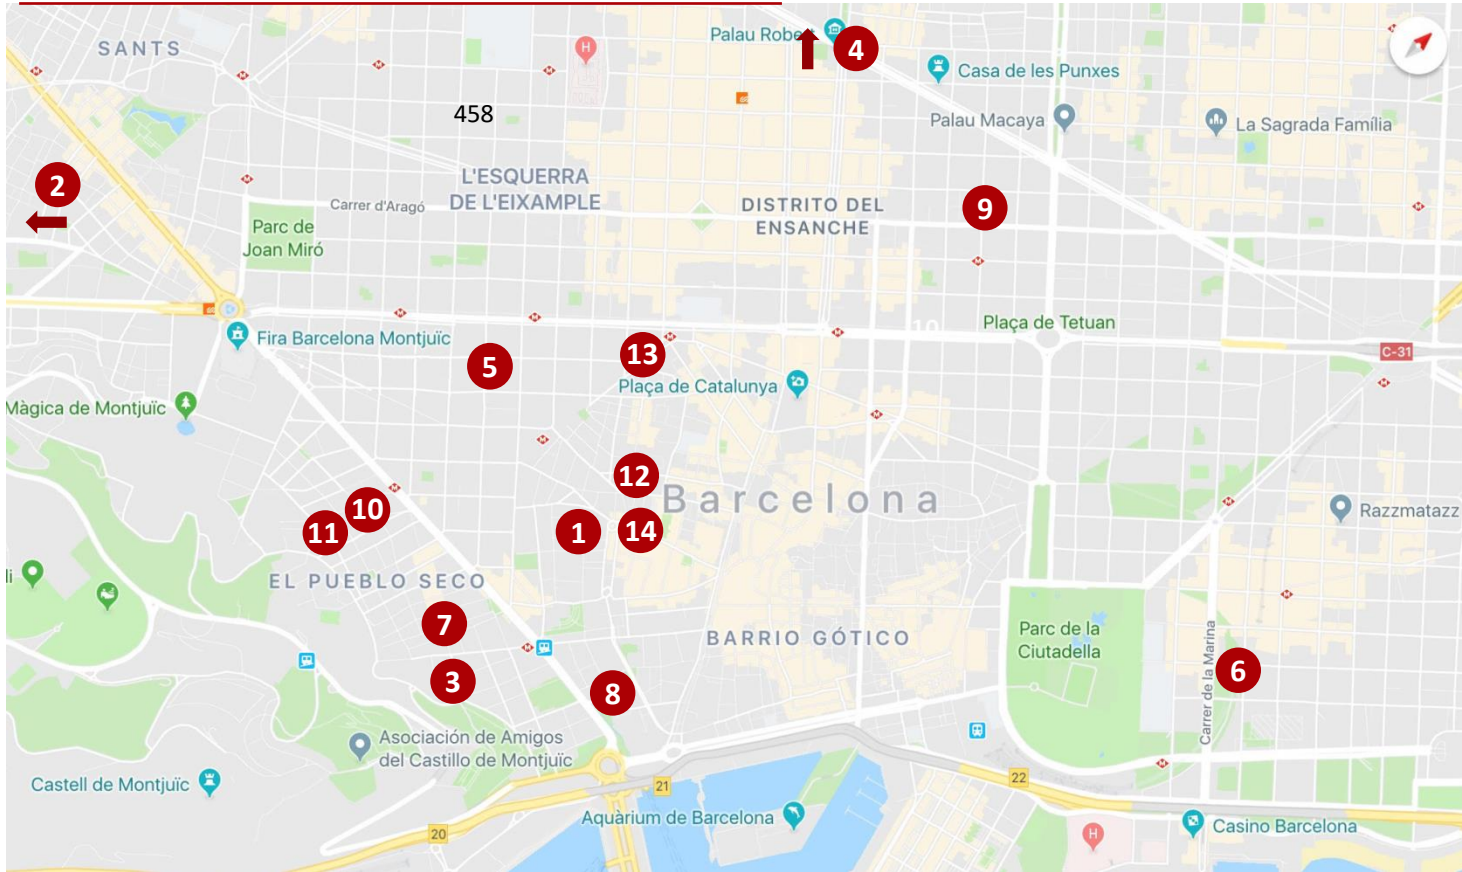 SANTS
H
Palau Robe
4
Casa de les Punxes
458
Palau Macaya
La Sagrada Família
2
L'ESQUERRA
DE L'EIXAMPLE
Carrer d'Aragó
DISTRITO DEL
ENSANCHE
9
Parc de
Joan Miró
Fira Barcelona Montjuïc
10
Plaça de Tetuan
C-31
5
13
Plaça de Catalunya
Màgica de Montjuïc
12
Barcelona
10
11
1
14
Razzmatazz
EL PUEBLO SECO
7
BARRIO GÓTICO
Parc de la
Ciutadella
Carrer de la Marina
6
3
8
Asociación de Amigos
del Castillo de Montjuïc
Castell de Montjuïc
21
22
20
Aquàrium de Barcelona
H
Casino Barcelona